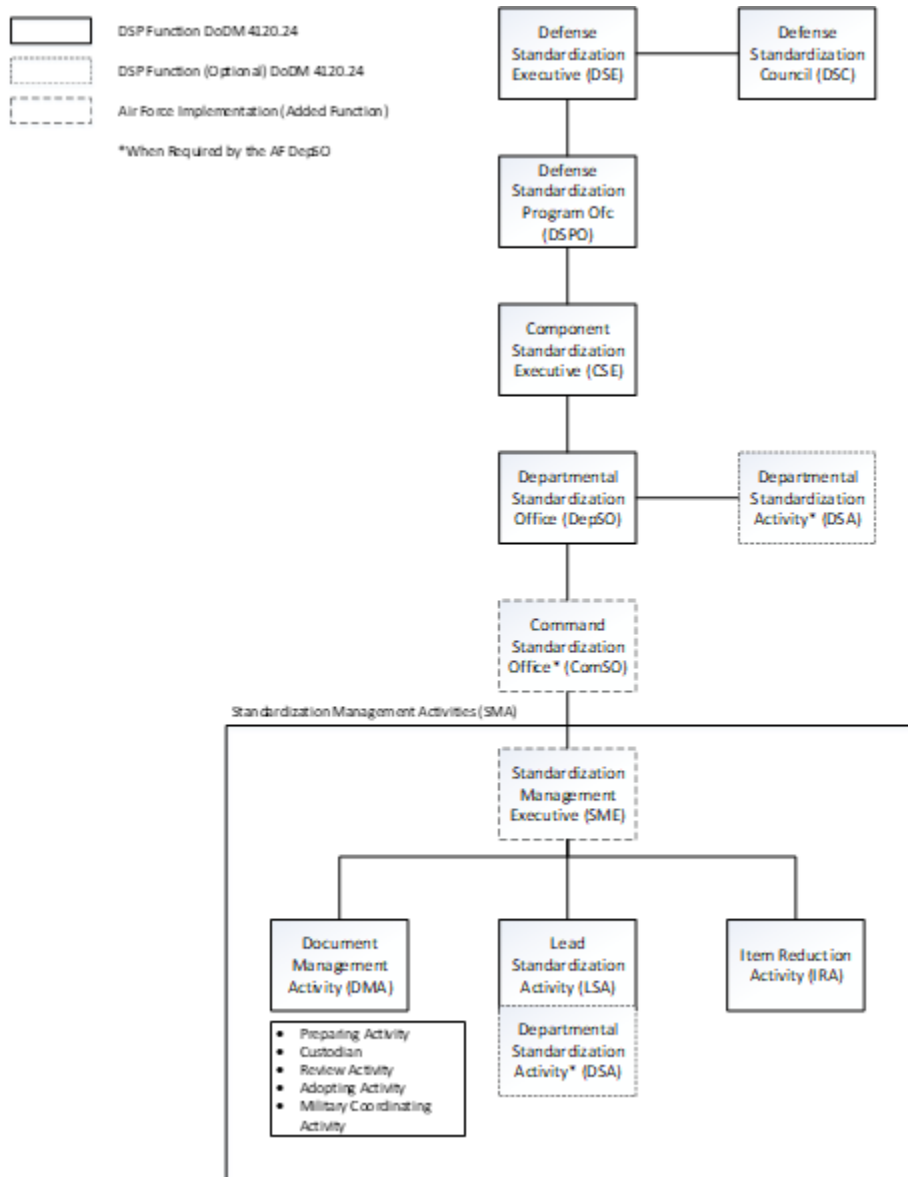 DSP Function DoDM 4120.24
DSP Function (Optional) DoDM 4120.24
Air Force Implementation (Added Function)
*When Required by the AF DepSO
Defense
Standardization
Executive (DSE)
Defense
Standardization
Council (DSC)
Defense
Standardization
Program Ofc
(DSPO)
Component
Standardization
Executive (CSE)
Departmental
Standardization
Office (DepSO)
Departmental
Standardization
Activity* (DSA)
Command
Standardization
Office* (ComSO)
Standardization Management Activities (SMA)
Standardization
Management
Executive (SME)
Document
Management
Activity (DMA)
• Preparing Activity
• Custodian
• Review Activity
• Adopting Activity
• Military Coordinating
Activity
Lead
Standardization
Activity (LSA)
Departmental
Standardization
Activity* (DSA)
Item Reduction
Activity (IRA)